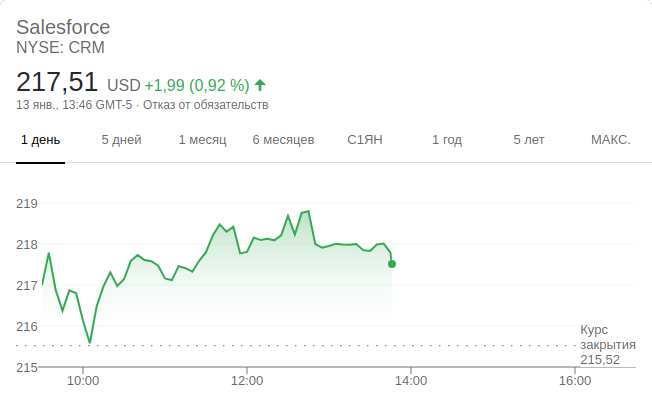 Salesforce
NYSE: CRM
217,51 USD +1,99 (0,92 %)
13 янв., 13:46 GMT-5 · Отказ от обязательств
1 день 5 дней 1 месяц 6 месяцев С1ЯН 1 год 5 лет МАКС.
219
218
217
216
Курс
закрытия
215,52
215
10:00 12:00 14:00 16:00